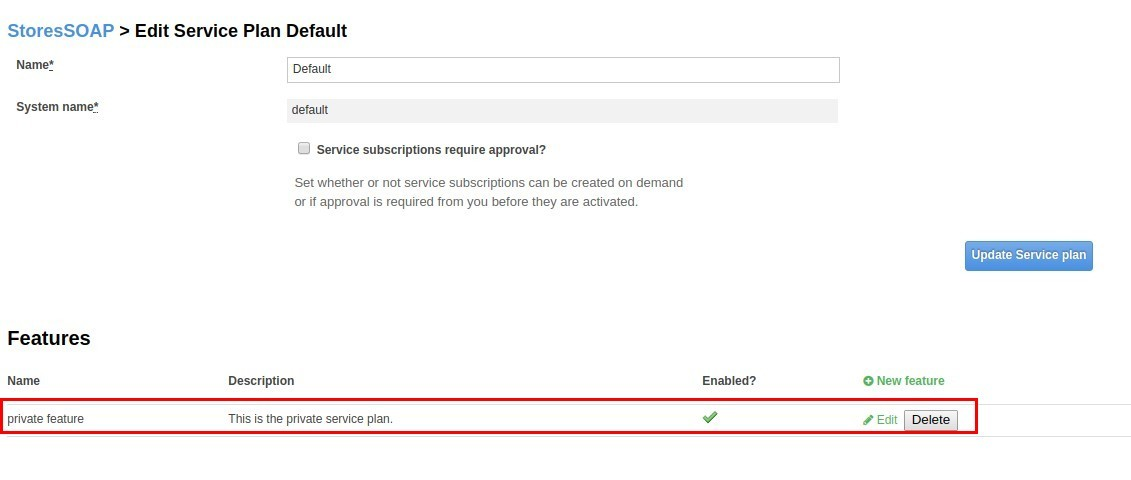 StoresSOAP > Edit Service Plan Default
Name* Default
System name* default
Service subscriptions require approval?
Set whether or not service subscriptions can be created on demand
or if approval is required from you before they are activated.
Update Service plan
Features
Name Description Enabled? New feature
private feature This is the private service plan. Edit Delete